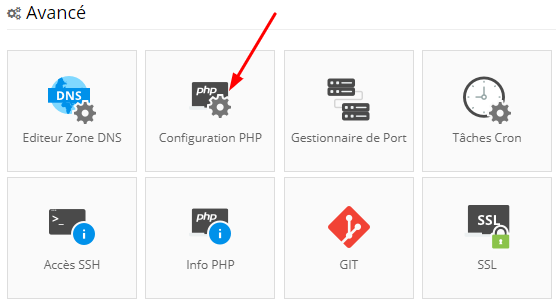 Avancé
DNS
php
Editeur Zone DNS
Configuration PHP
Gestionnaire de Port
Tâches Cron
>_
php
SSL
Accès SSH
Info PHP
GIT
SSL